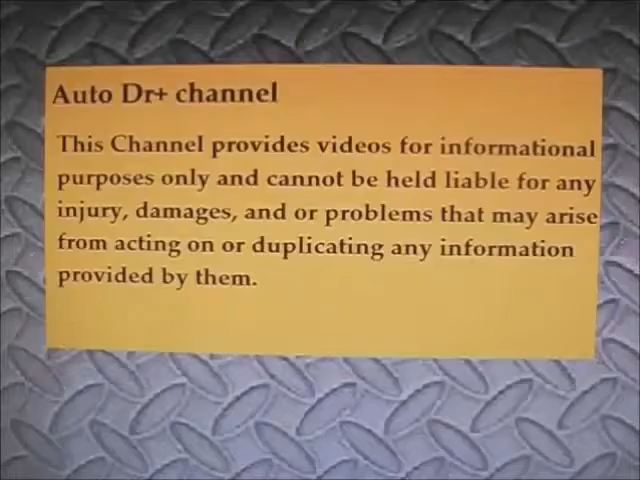 Auto Dr+ channel
This Channel provides videos for informational
purposes only and cannot be held liable for any
injury, damages, and or problems that may arise
from acting on or duplicating any information
provided by them.